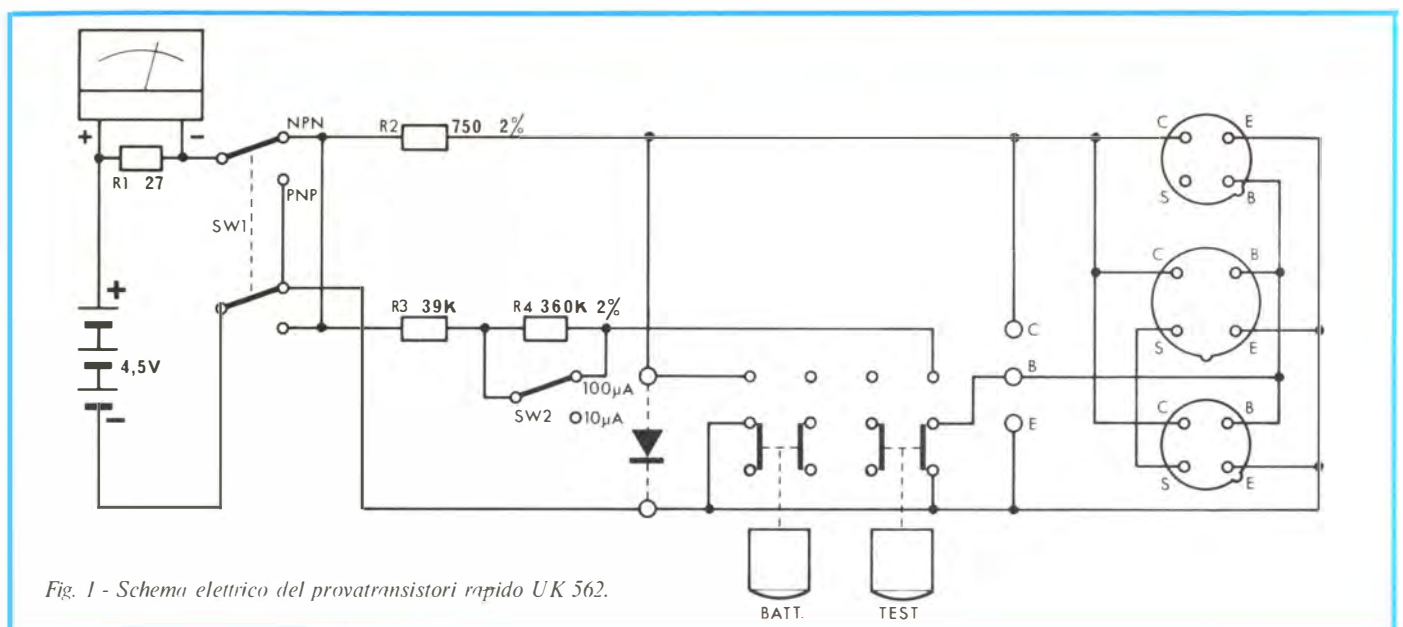 + −
R1 27
NPN
PNP
SW1
R2 750 2%
+
4,5V
−
R3 39K
R4 360K 2%
SW2
100µA
10µA
C
B
E
C E
S B
C B
S E
C B
S E
BATT. TEST
Fig. 1 - Schema elettrico del provatransistori rapido UK 562.